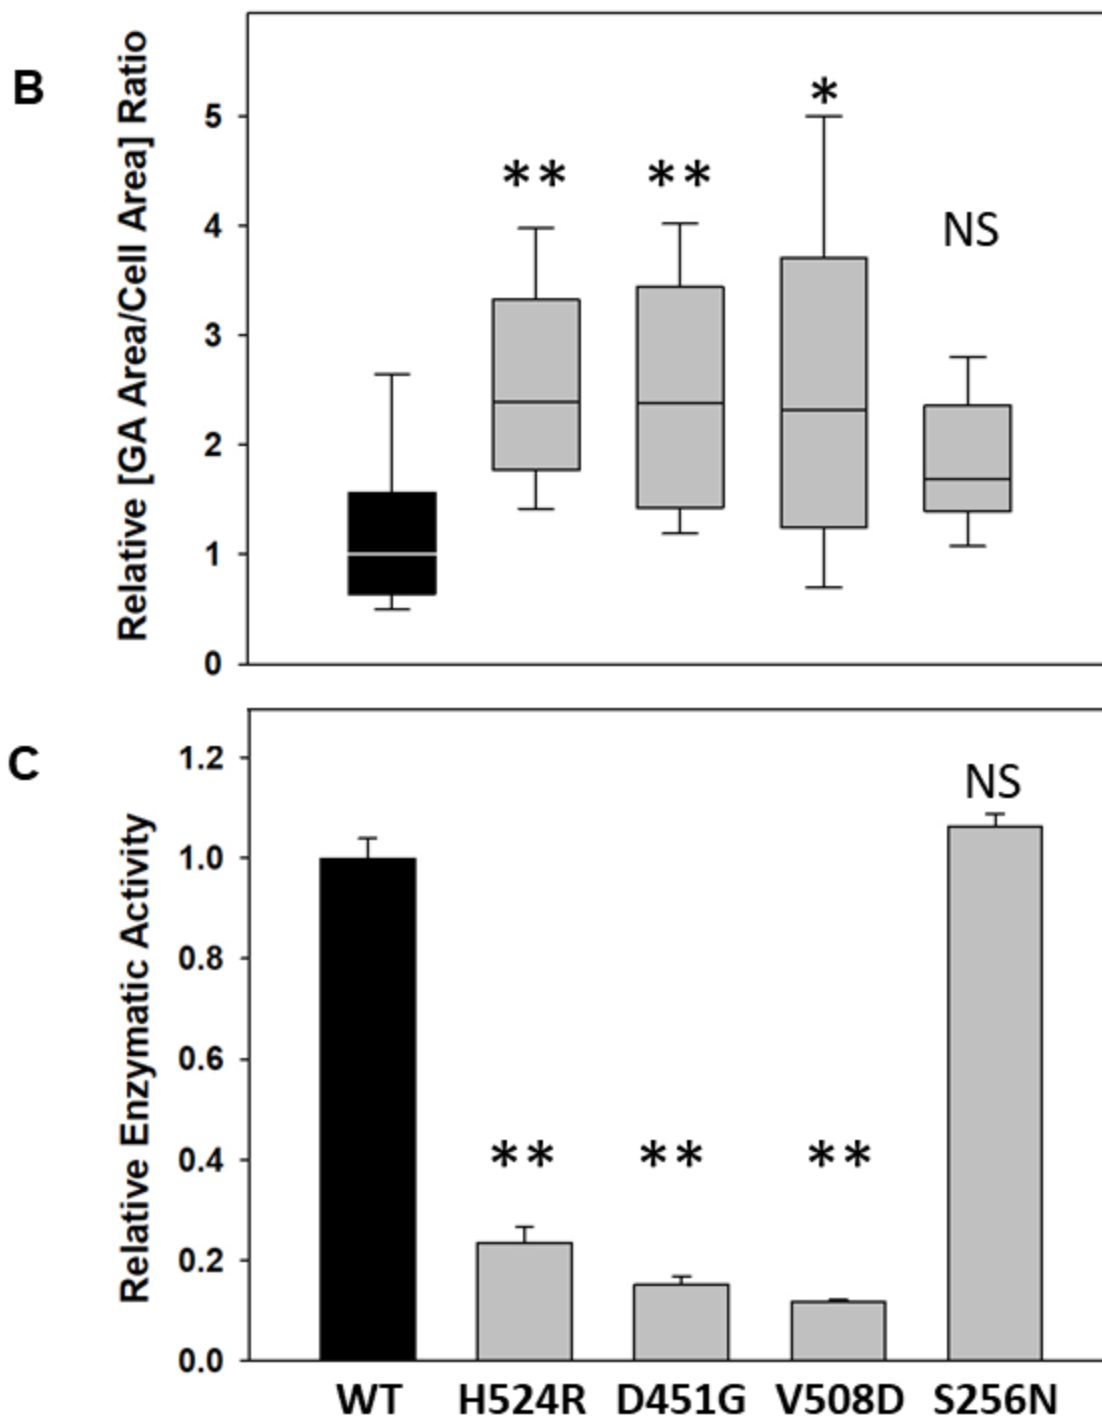 B
Relative [GA Area/Cell Area] Ratio
5
4
3
2
1
0
**
**
*
NS
C
Relative Enzymatic Activity
1.2
1.0
0.8
0.6
0.4
0.2
0.0
**
**
**
NS
WT H524R D451G V508D S256N